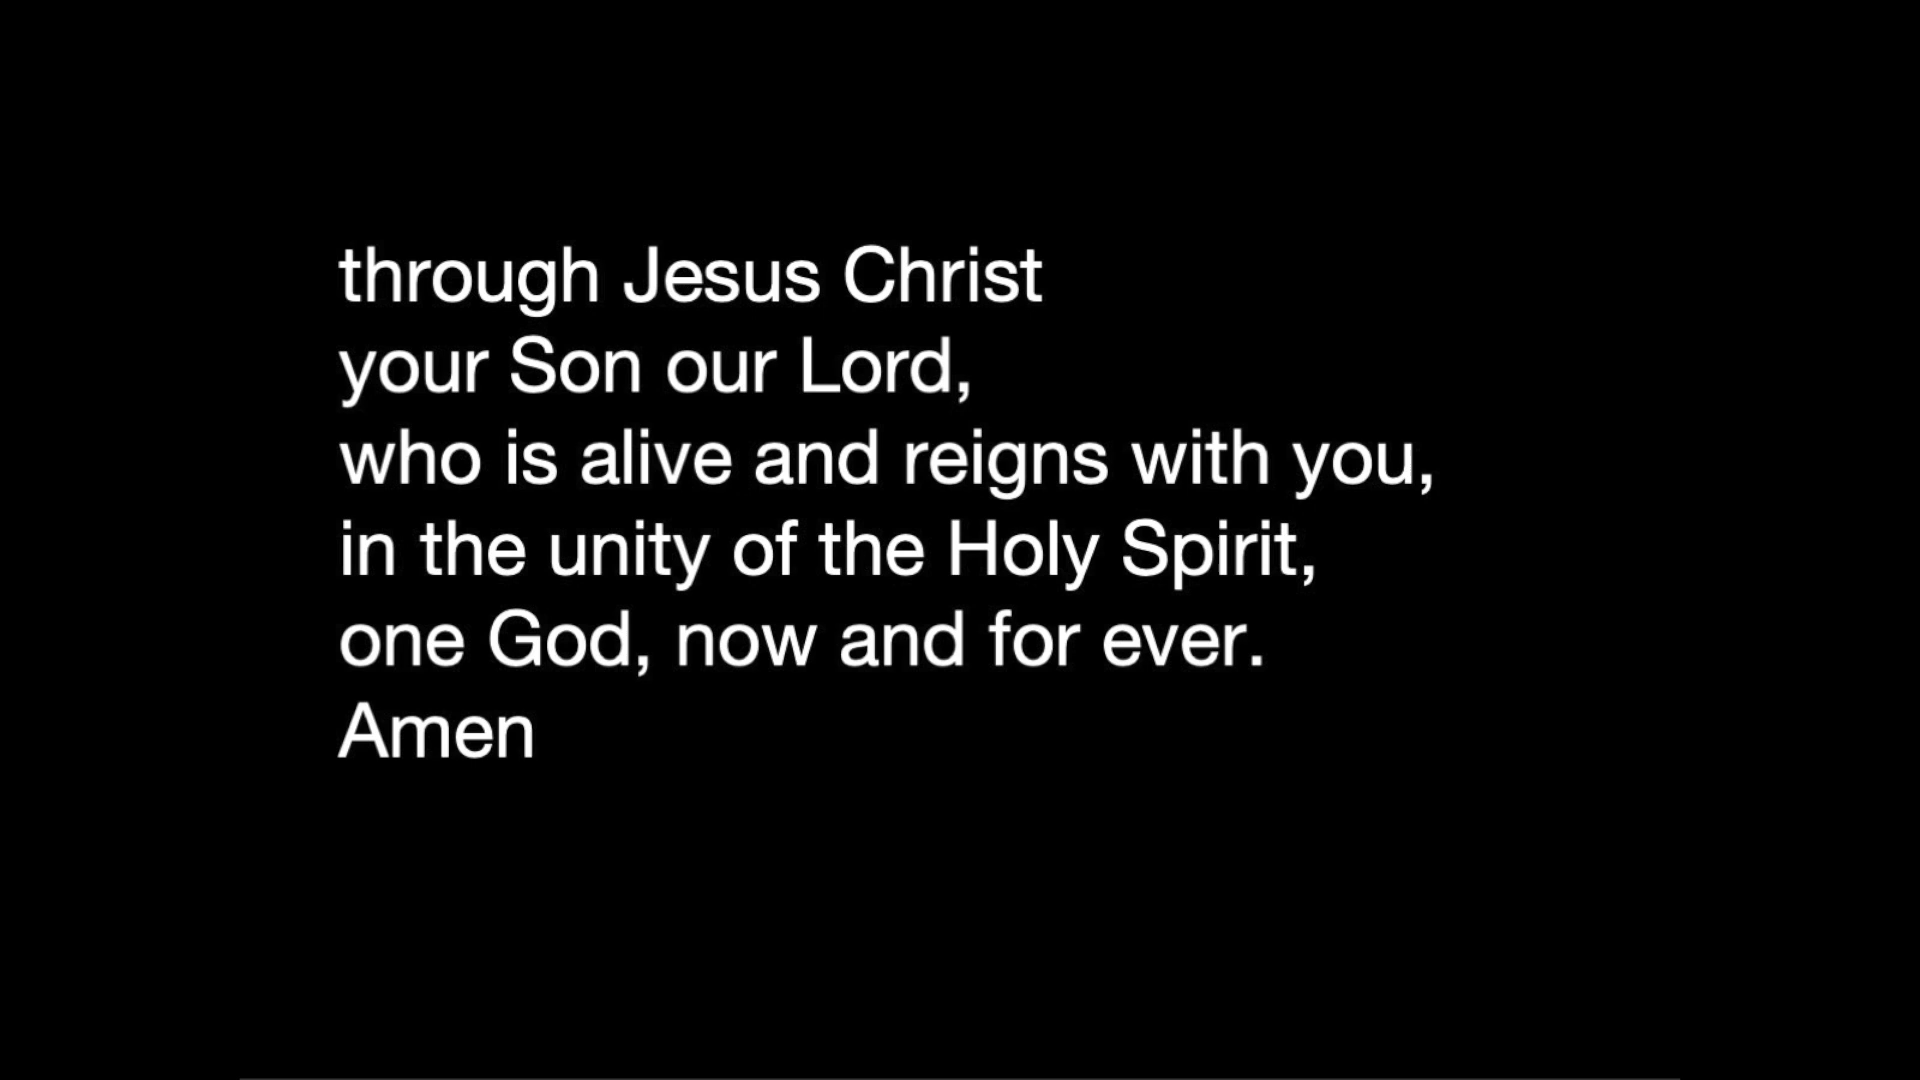 through Jesus Christ
your Son our Lord,
who is alive and reigns with you,
in the unity of the Holy Spirit,
one God, now and for ever.
Amen